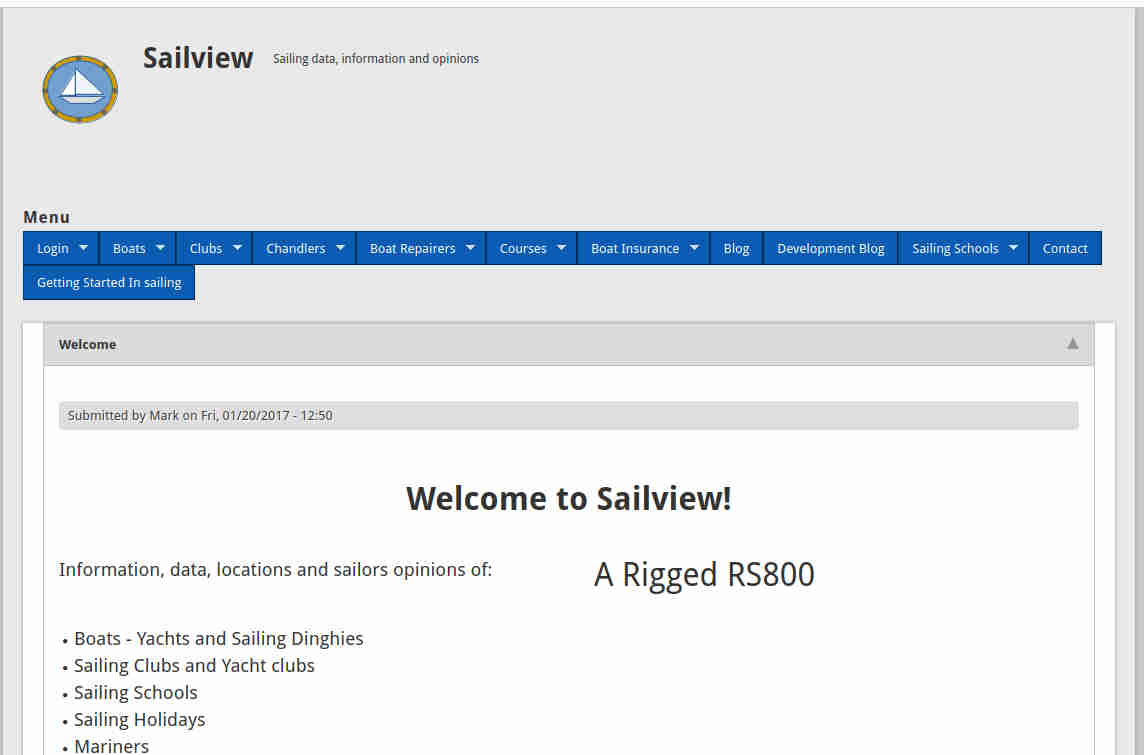 Sailview
Sailing data, information and opinions
Menu
Login Boats Clubs Chandlers Boat Repairers Courses Boat Insurance Blog Development Blog Sailing Schools Contact
Getting Started In sailing
Welcome
Submitted by Mark on Fri, 01/20/2017 - 12:50
Welcome to Sailview!
Information, data, locations and sailors opinions of:
A Rigged RS800
• Boats - Yachts and Sailing Dinghies
• Sailing Clubs and Yacht clubs
• Sailing Schools
• Sailing Holidays
• Mariners